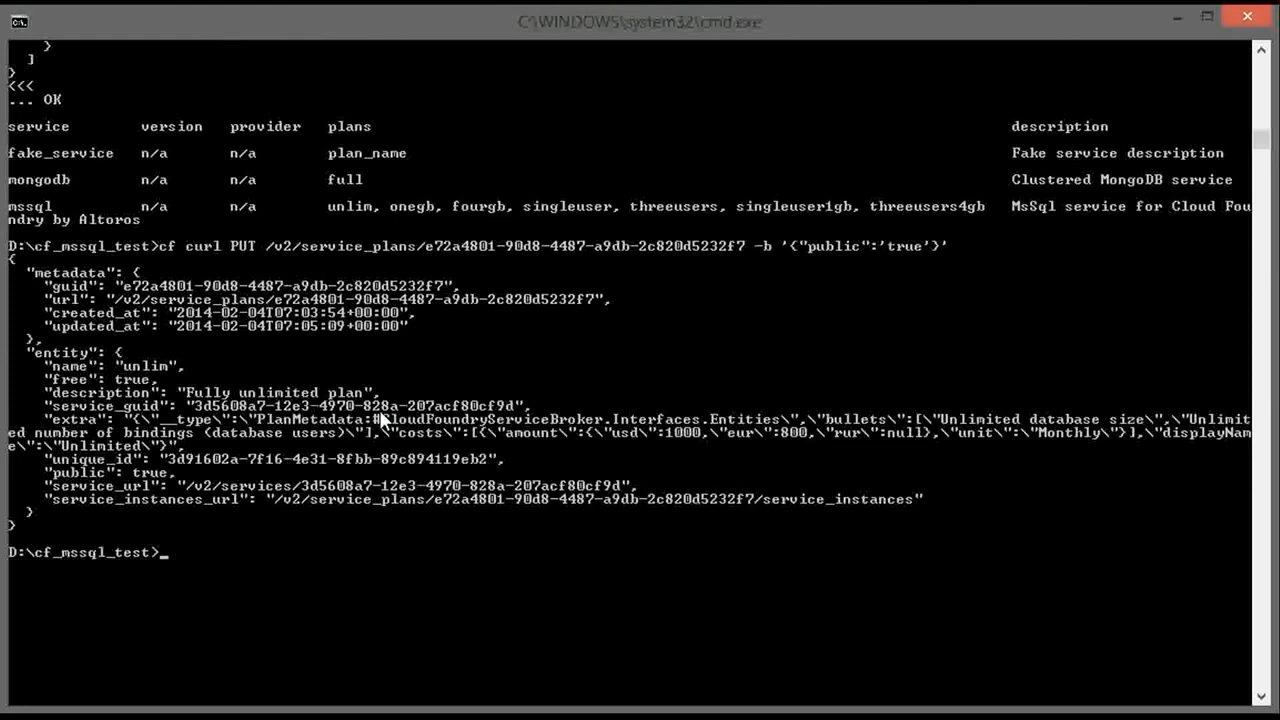 C:\WINDOWS\system32\cmd.exe
}
]
}
<<<
... OK
service version provider plans description
fake_service n/a n/a plan_name Fake service description
mongodb n/a n/a full Clustered MongoDB service
mssql n/a n/a unlim, onegb, fourgb, singleuser, threeusers, singleuser1gb, threeusers4gb MsSql service for Cloud Fou
ndry by Altoros
D:\cf_mssql_test>cf curl PUT /v2/service_plans/e72a4801-90d8-4487-a9db-2c820d5232f7 -b '{"public":'true'}'
{
"metadata": {
"guid": "e72a4801-90d8-4487-a9db-2c820d5232f7",
"url": "/v2/service_plans/e72a4801-90d8-4487-a9db-2c820d5232f7",
"created_at": "2014-02-04T07:03:54+00:00",
"updated_at": "2014-02-04T07:05:09+00:00"
},
"entity": {
"name": "unlim",
"free": true,
"description": "Fully unlimited plan",
"service_guid": "3d5608a7-12e3-4970-828a-207acf80cf9d",
"extra": "{\"__type\":\"PlanMetadata:#CloudFoundryServiceBroker.Interfaces.Entities\",\"bullets\":[\"Unlimited database size\",\"Unlimit
ed number of bindings (database users)\"],\"costs\":[{\"amount\":{\"usd\":1000,\"eur\":800,\"rur\":null},\"unit\":\"Monthly\"}],\"displayNam
e\":\"Unlimited\"}",
"unique_id": "3d91602a-7f16-4e31-8fbb-89c894119eb2",
"public": true,
"service_url": "/v2/services/3d5608a7-12e3-4970-828a-207acf80cf9d",
"service_instances_url": "/v2/service_plans/e72a4801-90d8-4487-a9db-2c820d5232f7/service_instances"
}
}
D:\cf_mssql_test>_